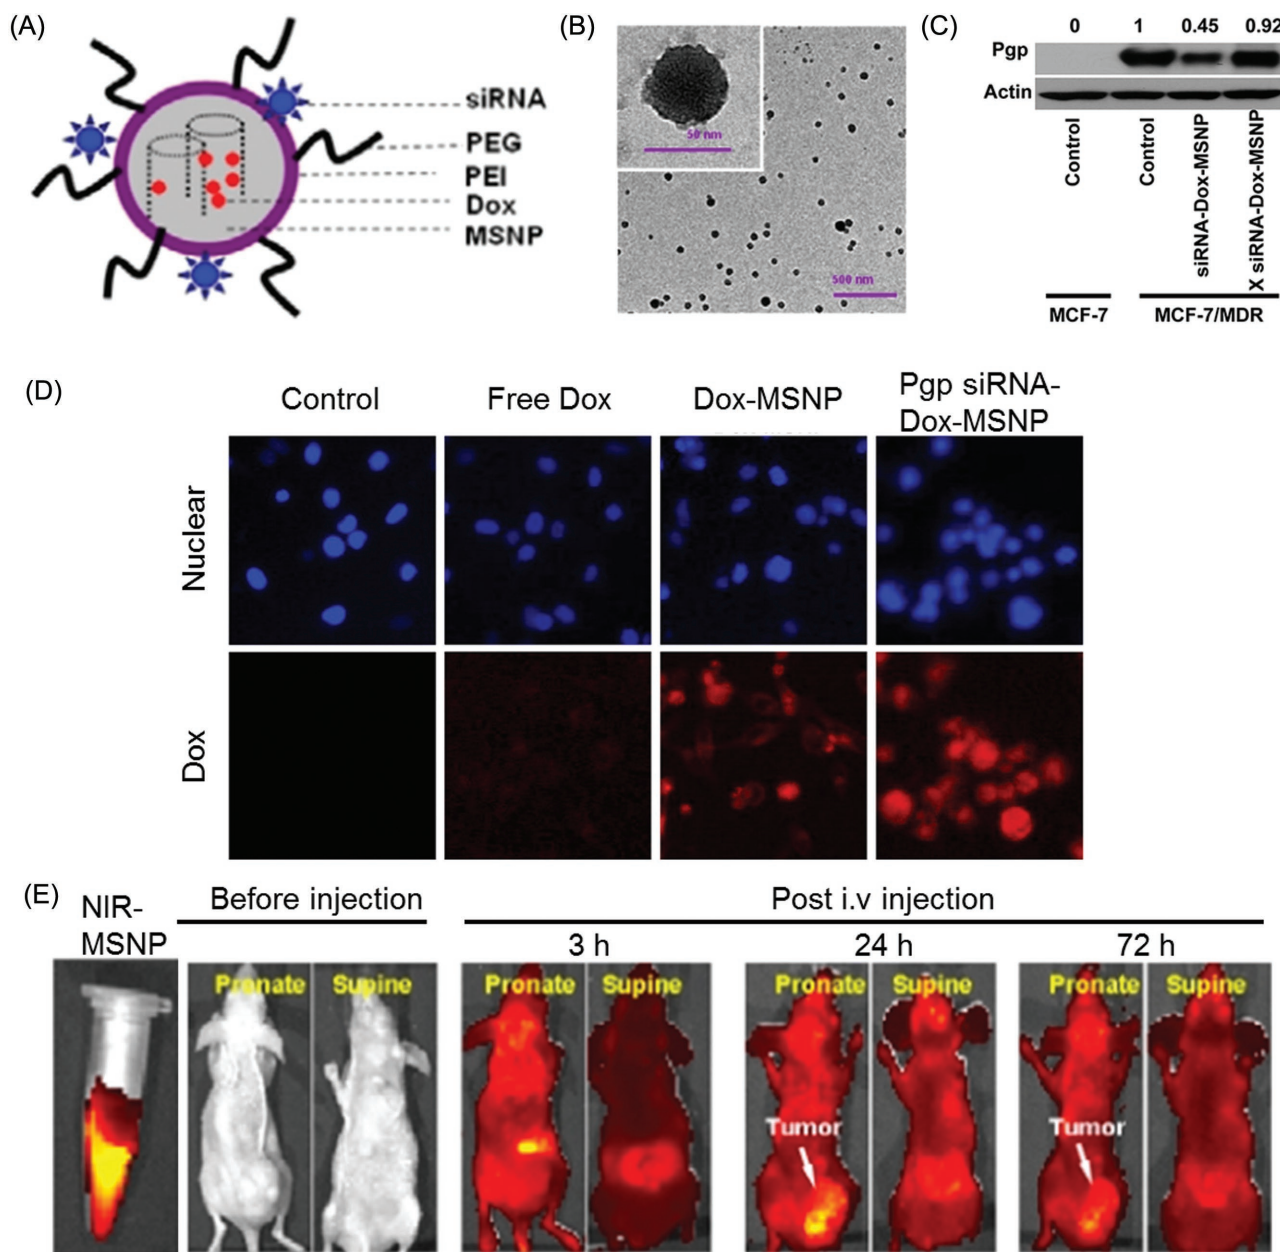 (A)
siRNA
PEG
PEI
Dox
MSNP
(B)
50 nm
500 nm
(C)
0 1 0.45 0.92
Pgp
Actin
Control
Control
siRNA-Dox-MSNP
X siRNA-Dox-MSNP
MCF-7 MCF-7/MDR
(D)
Control Free Dox Dox-MSNP Pgp siRNA-
Dox-MSNP
Nuclear
Dox
(E)
NIR-
MSNP
Before injection Post i.v injection
3 h 24 h 72 h
Pronate Supine Pronate Supine Pronate Supine Pronate Supine
Tumor Tumor